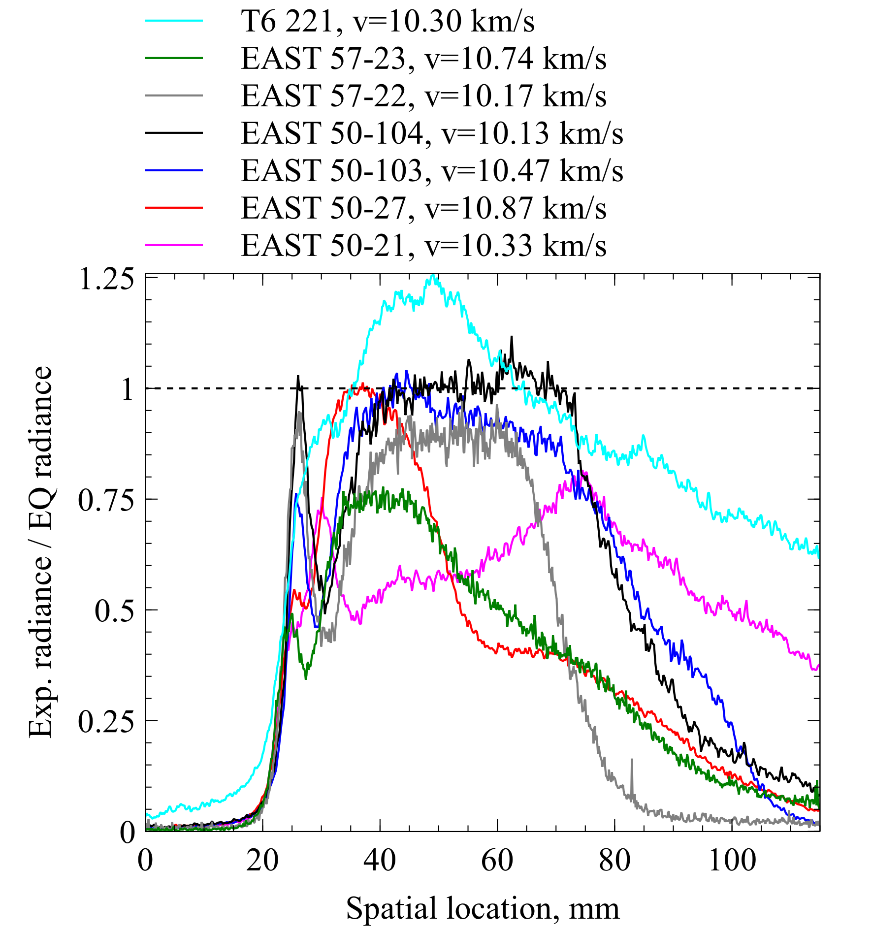 T6 221, v=10.30 km/s
EAST 57-23, v=10.74 km/s
EAST 57-22, v=10.17 km/s
EAST 50-104, v=10.13 km/s
EAST 50-103, v=10.47 km/s
EAST 50-27, v=10.87 km/s
EAST 50-21, v=10.33 km/s
1.25
1
0.75
0.5
0.25
0
Exp. radiance / EQ radiance
0 20 40 60 80 100
Spatial location, mm